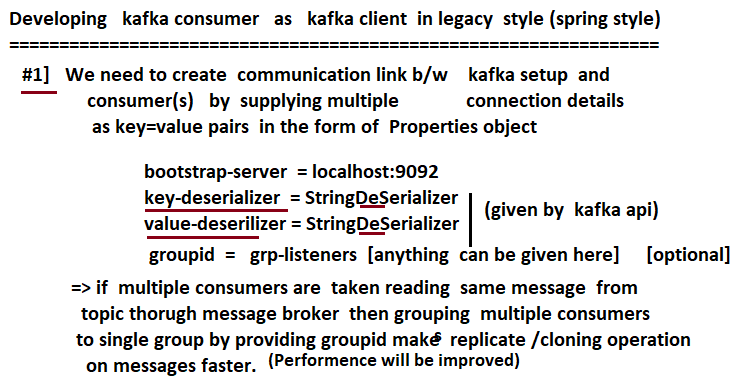 Developing kafka consumer as kafka client in legacy style (spring style)
=================================================================
#1] We need to create communication link b/w kafka setup and
consumer(s) by supplying multiple connection details
as key=value pairs in the form of Properties object
bootstrap-server = localhost:9092
key-deserializer = StringDeSerializer
value-deserilizer = StringDeSerializer
(given by kafka api)
groupid = grp-listeners [anything can be given here] [optional]
=> if multiple consumers are taken reading same message from
topic thorugh message broker then grouping multiple consumers
to single group by providing groupid makes replicate /cloning operation
on messages faster. (Performence will be improved)